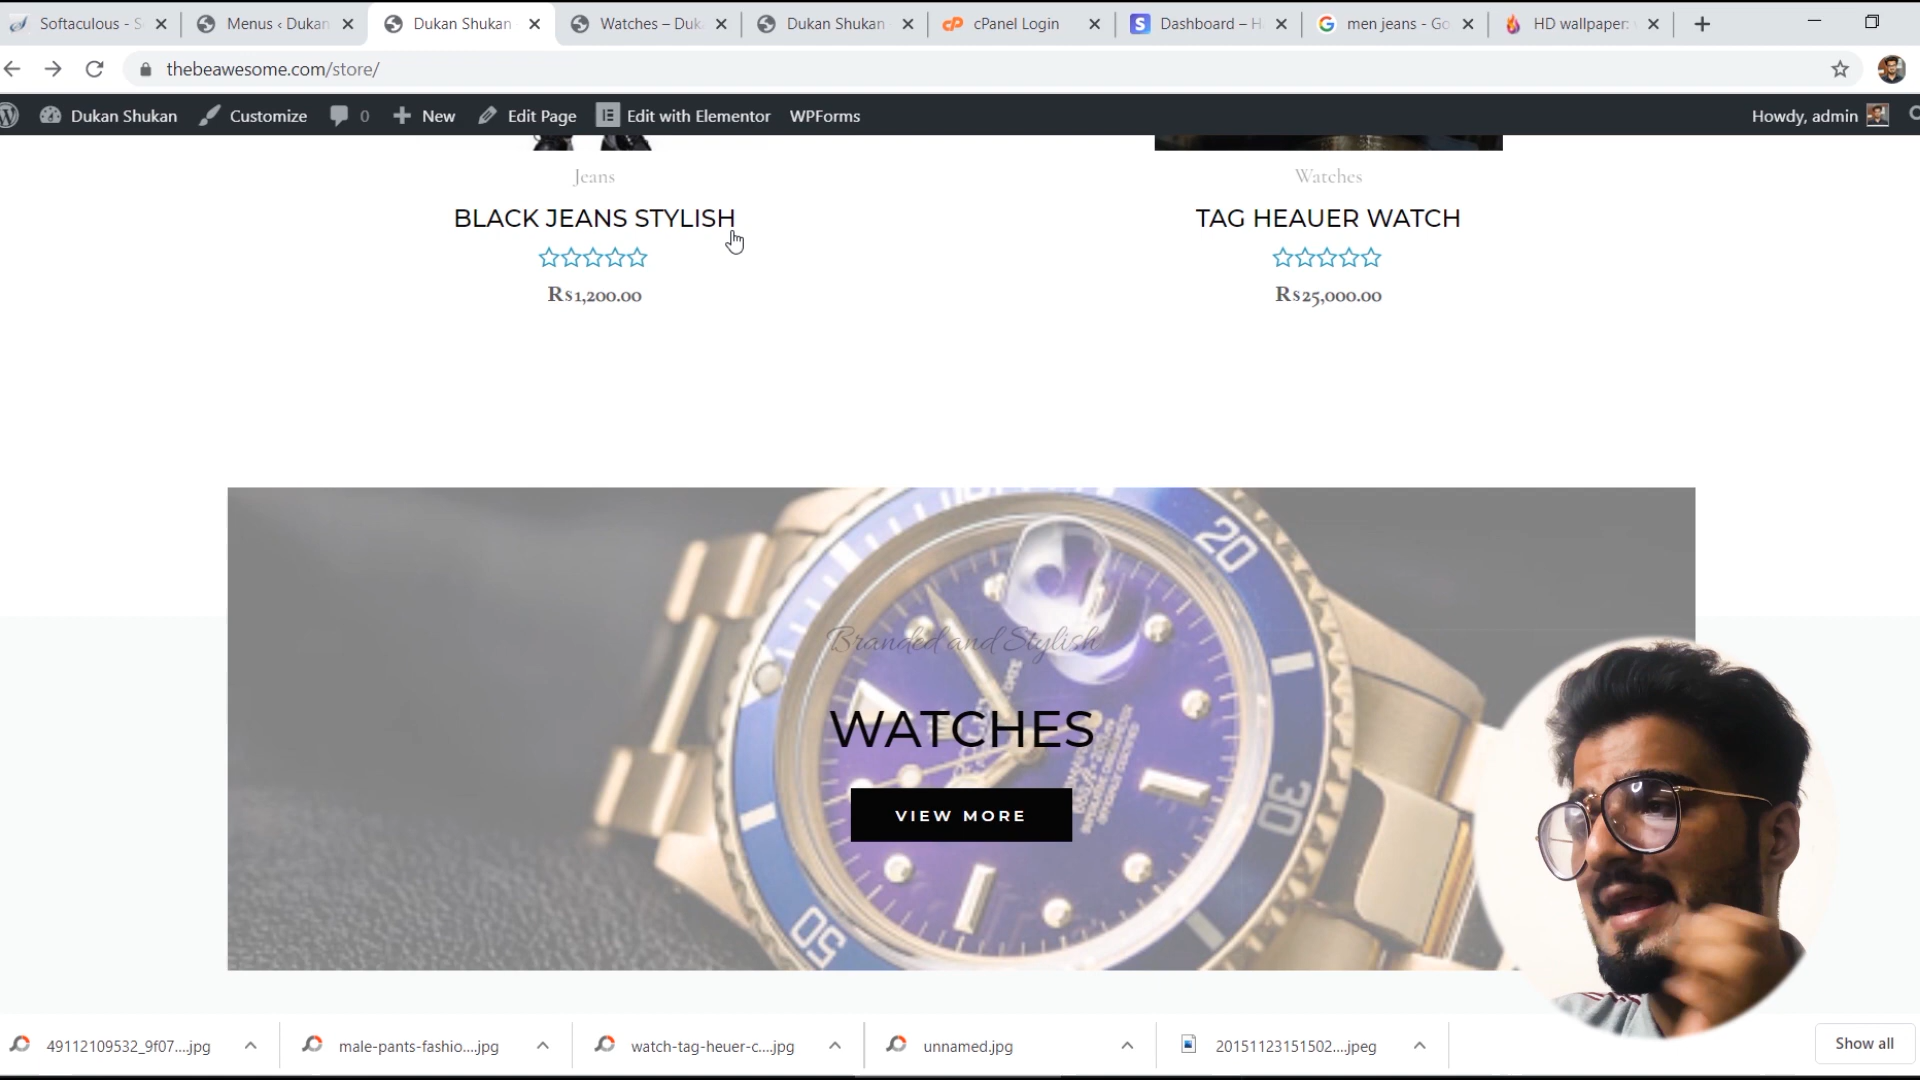 Softaculous - S
Menus ‹ Dukan
Dukan Shukan
Watches – Duk
Dukan Shukan
cPanel Login
Dashboard – H
men jeans - Go
HD wallpaper:
thebeawesome.com/store/
Dukan Shukan
Customize
0
New
Edit Page
Edit with Elementor
WPForms
Howdy, admin
Jeans
BLACK JEANS STYLISH
Rs1,200.00
Watches
TAG HEAUER WATCH
Rs25,000.00
20
30
50
Branded and Stylish
WATCHES
VIEW MORE
49112109532_9f07....jpg
male-pants-fashio....jpg
watch-tag-heuer-c....jpg
unnamed.jpg
20151123151502....jpeg
Show all